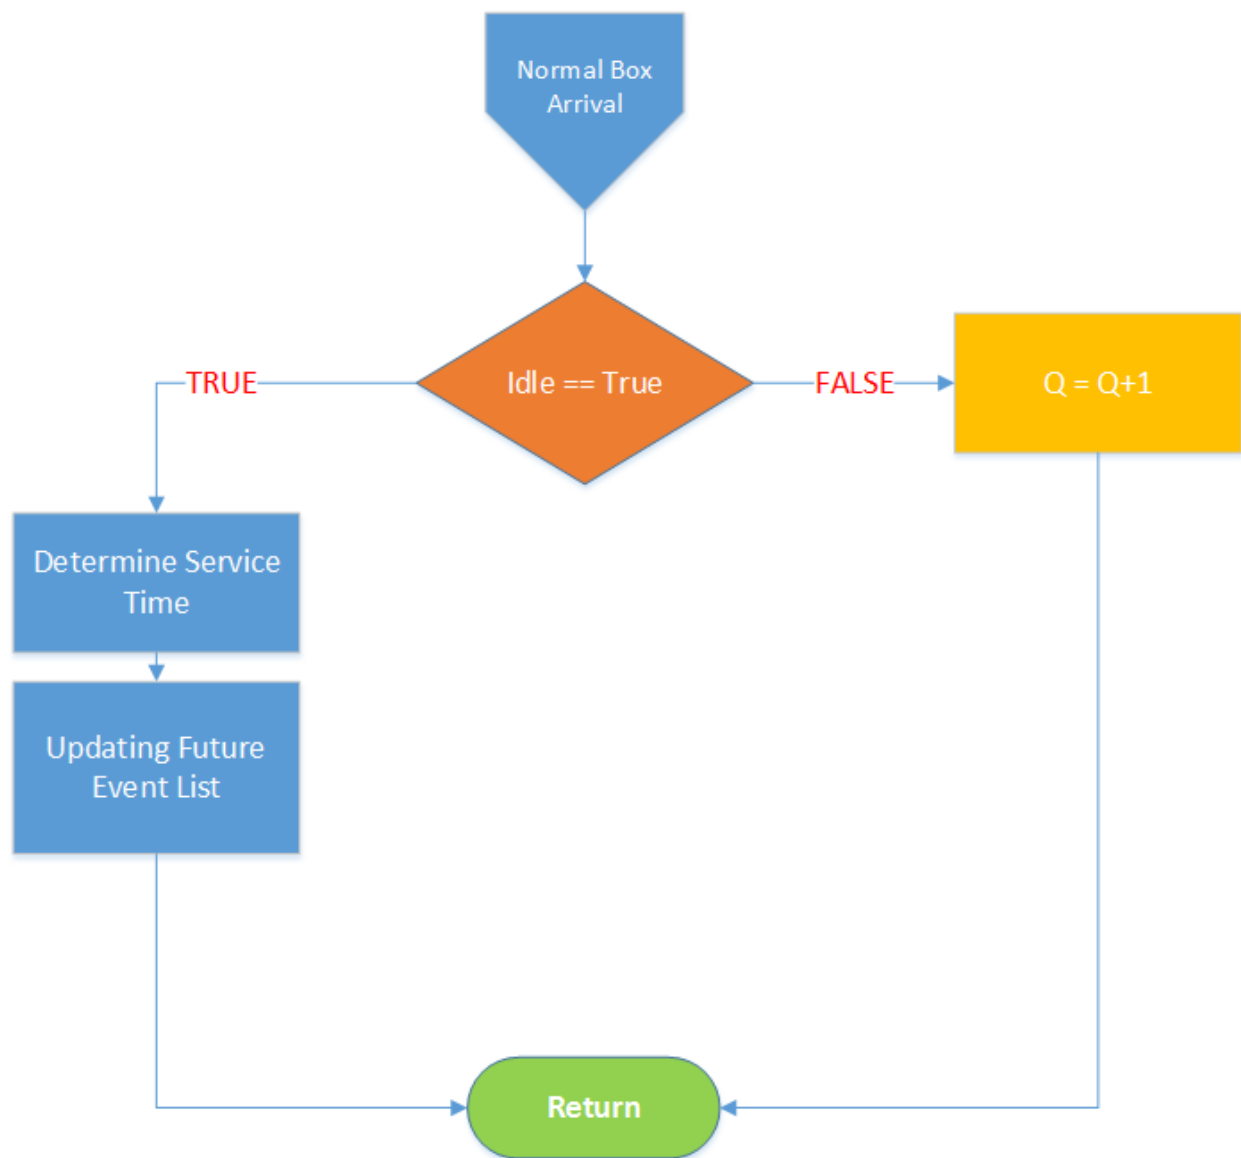 Normal Box
Arrival
TRUE
Idle == True
FALSE
Q = Q+1
Determine Service
Time
Updating Future
Event List
Return